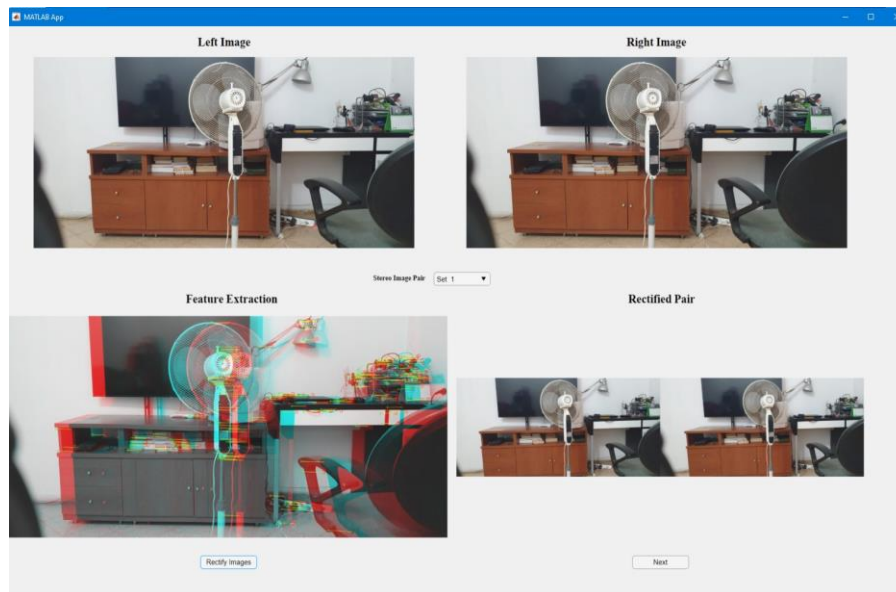 MATLAB App
Left Image
Right Image
Stereo Image Pair
Set 1
Feature Extraction
Rectified Pair
Rectify Images
Next